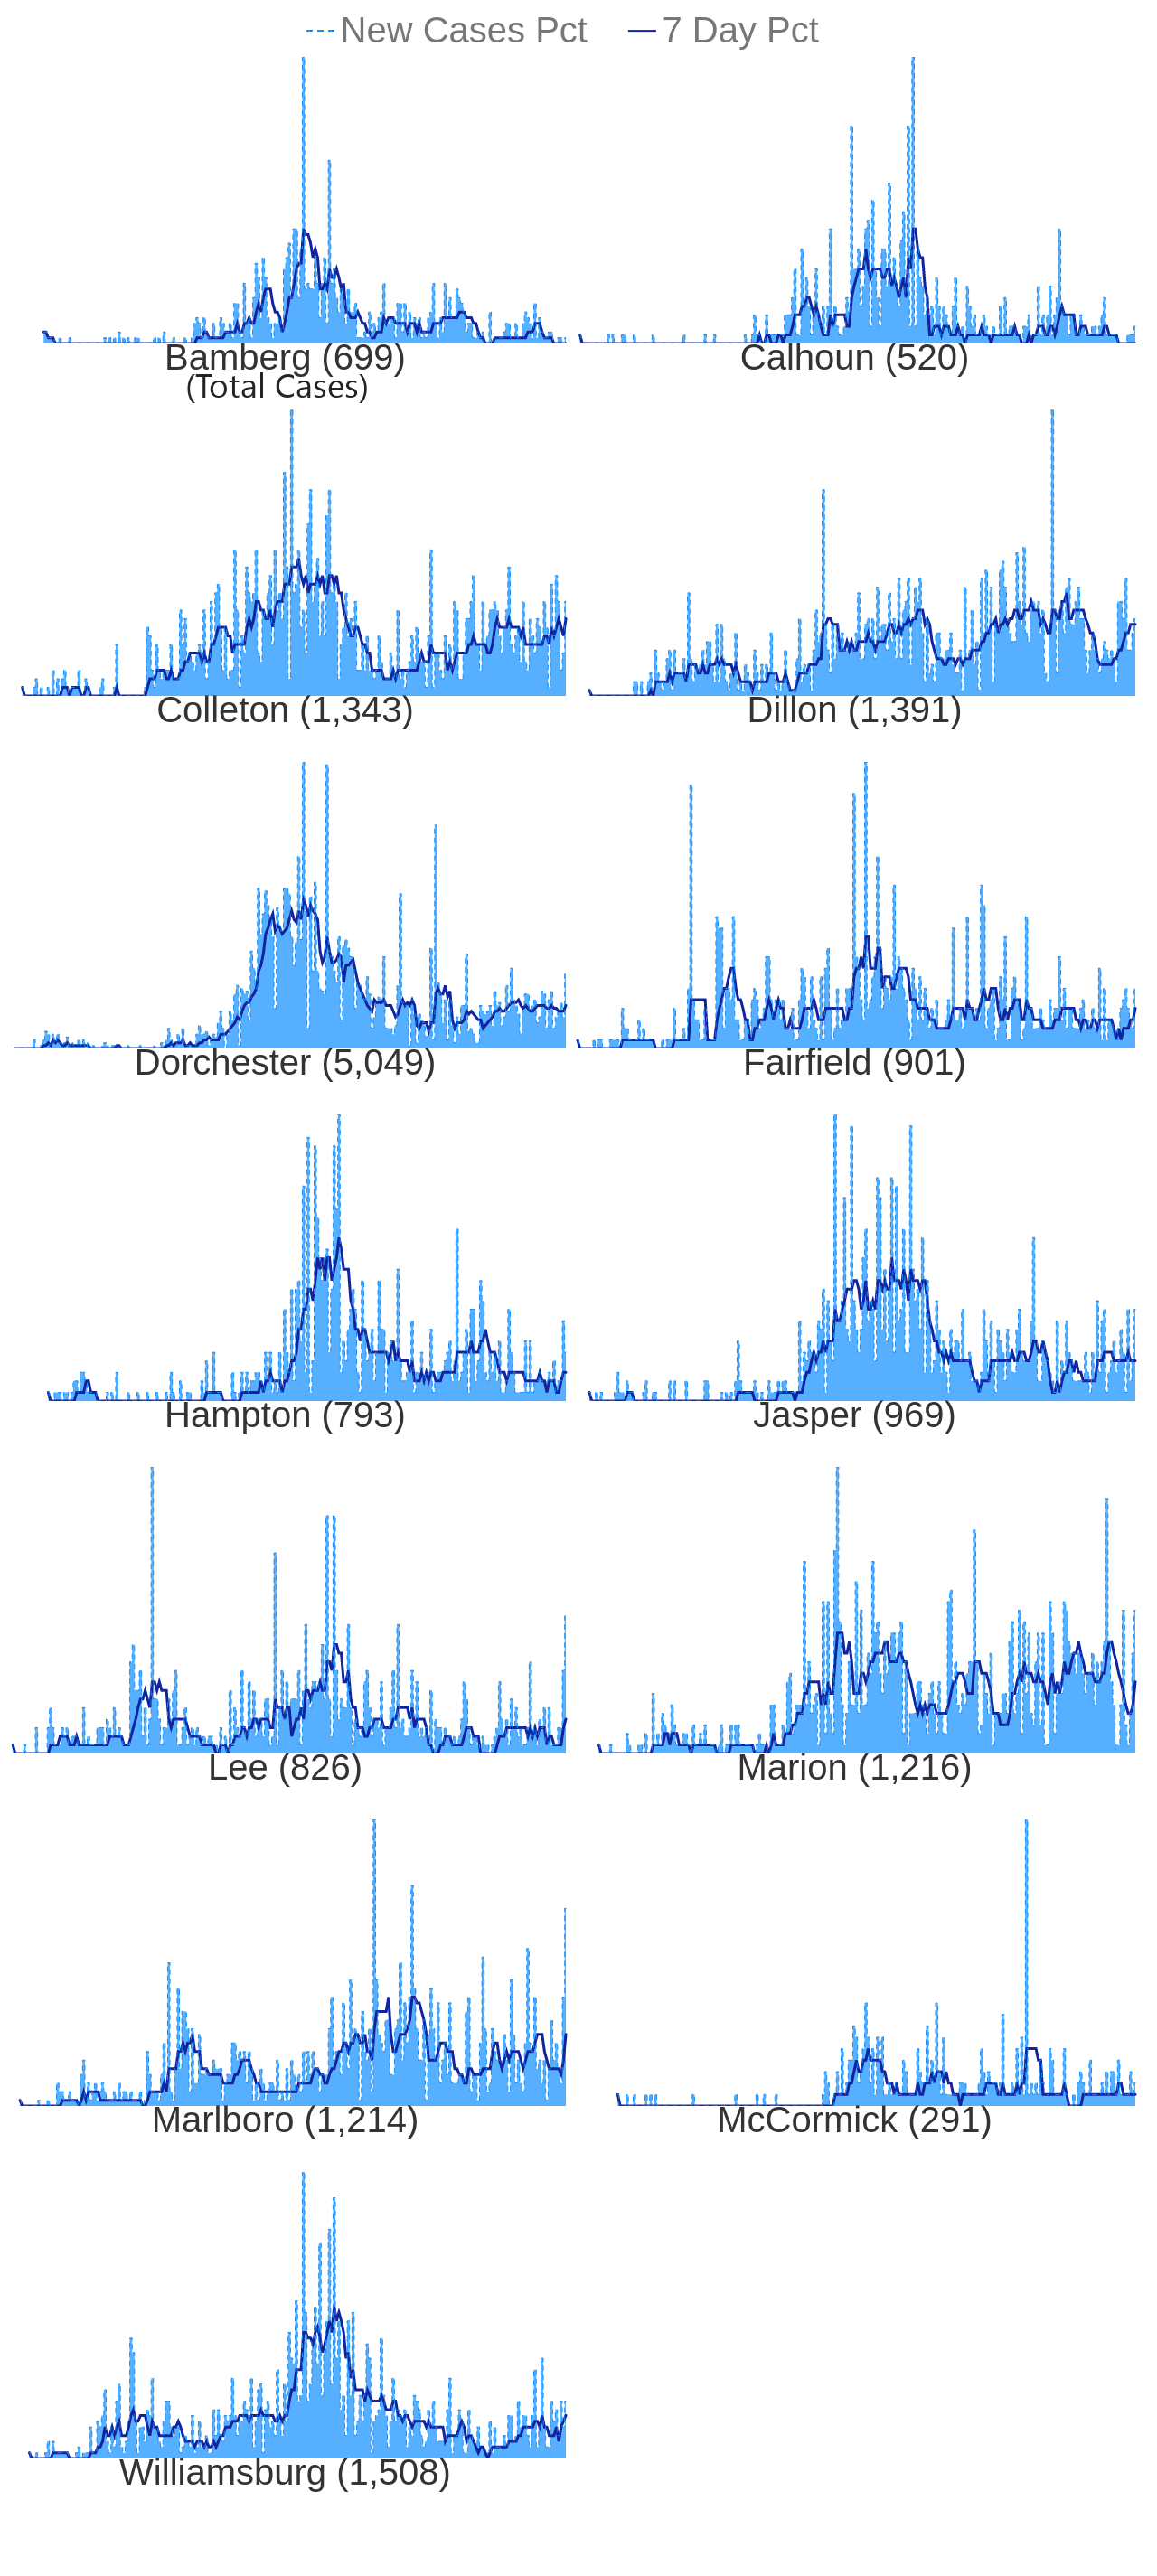 New Cases Pct 7 Day Pct
Bamberg (699) Calhoun (520)
(Total Cases)
Colleton (1,343) Dillon (1,391)
Dorchester (5,049) Fairfield (901)
Hampton (793) Jasper (969)
Lee (826) Marion (1,216)
Marlboro (1,214) McCormick (291)
Williamsburg (1,508)